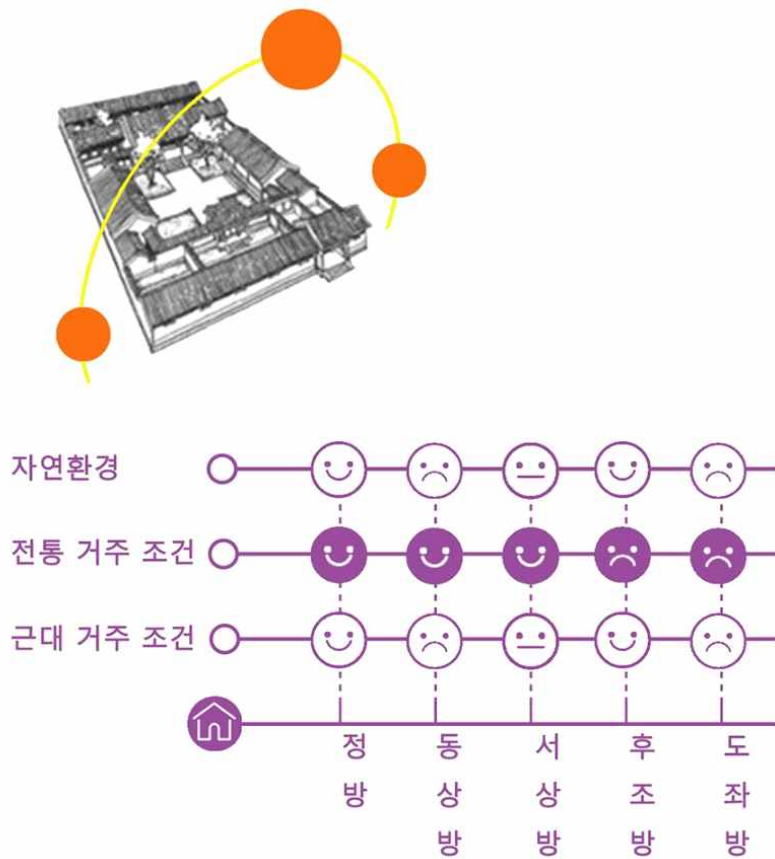 자연환경
전통 거주 조건
근대 거주 조건
정방
동상방
서상방
후조방
도좌방